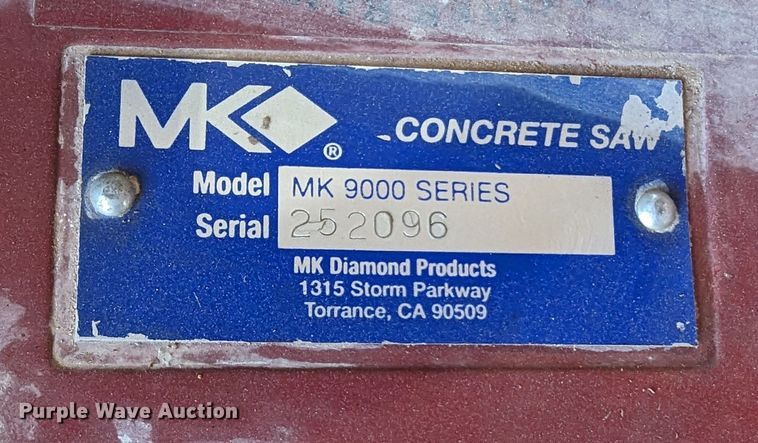 MK ® CONCRETE SAW
Model MK 9000 SERIES
Serial 252096
MK Diamond Products
1315 Storm Parkway
Torrance, CA 90509
Purple Wave Auction